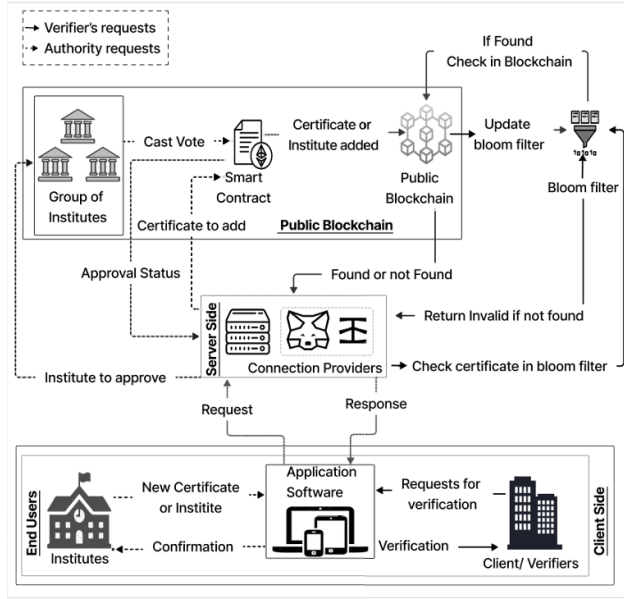 Verifier's requests
Authority requests
If Found
Check in Blockchain
Cast Vote
Certificate or
Institute added
Update
bloom filter
Group of
Institutes
Smart
Contract
Public
Blockchain
Bloom filter
Certificate to add
Public Blockchain
Approval Status
Found or not Found
Server Side
Return Invalid if not found
Connection Providers
Check certificate in bloom filter
Institute to approve
Request
Response
End Users
New Certificate
or Institite
Application
Software
Requests for
verification
Client Side
Confirmation
Verification
Institutes
Client/ Verifiers